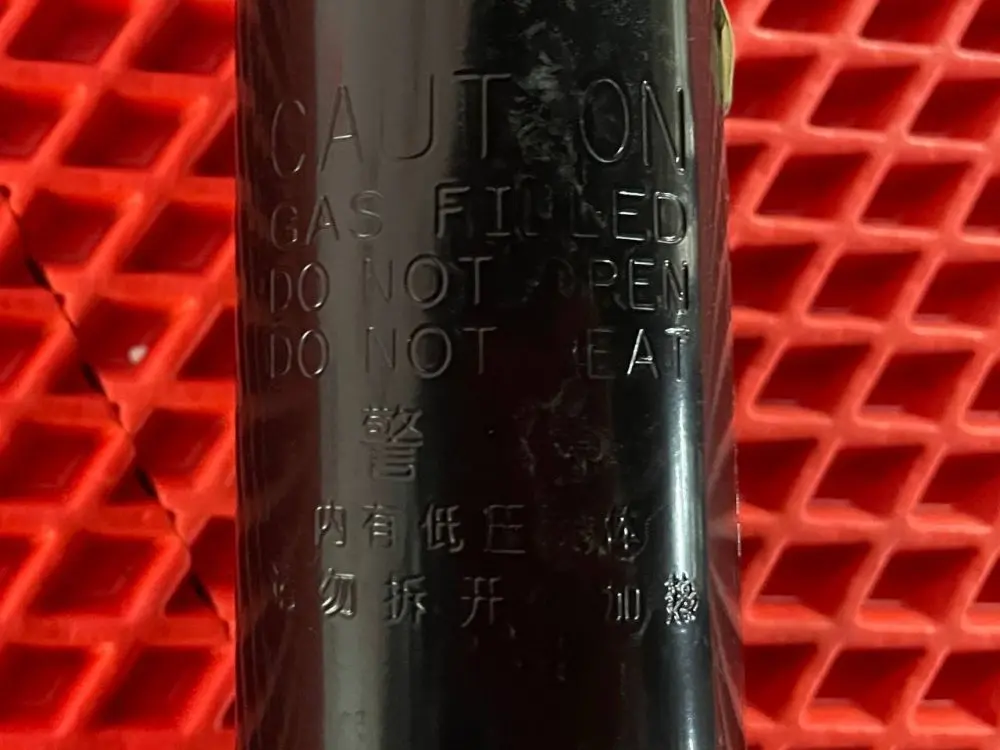 CAUTION
GAS FILLED
DO NOT OPEN
DO NOT HEAT
警
内有低压 体
勿拆开 加热